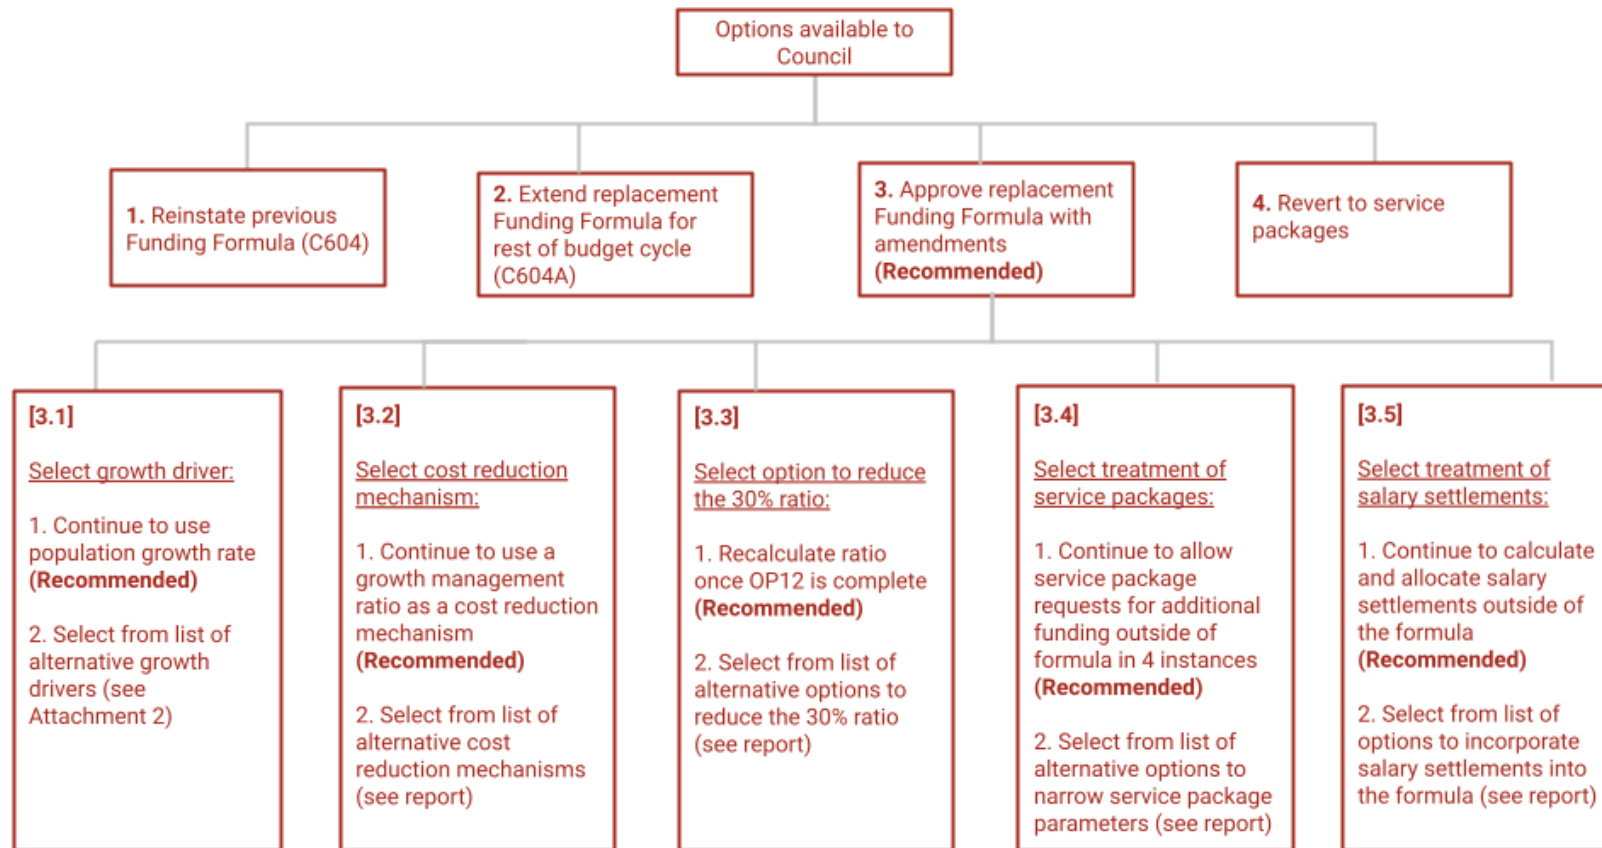 Options available to
Council
1. Reinstate previous
Funding Formula (C604)
2. Extend replacement
Funding Formula for
rest of budget cycle
(C604A)
3. Approve replacement
Funding Formula with
amendments
(Recommended)
4. Revert to service
packages
[3.1]
Select growth driver:
1. Continue to use
population growth rate
(Recommended)
2. Select from list of
alternative growth
drivers (see
Attachment 2)
[3.2]
Select cost reduction
mechanism:
1. Continue to use a
growth management
ratio as a cost reduction
mechanism
(Recommended)
2. Select from list of
alternative cost
reduction mechanisms
(see report)
[3.3]
Select option to reduce
the 30% ratio:
1. Recalculate ratio
once OP12 is complete
(Recommended)
2. Select from list of
alternative options to
reduce the 30% ratio
(see report)
[3.4]
Select treatment of
service packages:
1. Continue to allow
service package
requests for additional
funding outside of
formula in 4 instances
(Recommended)
2. Select from list of
alternative options to
narrow service package
parameters (see report)
[3.5]
Select treatment of
salary settlements:
1. Continue to calculate
and allocate salary
settlements outside of
the formula
(Recommended)
2. Select from list of
options to incorporate
salary settlements into
the formula (see report)